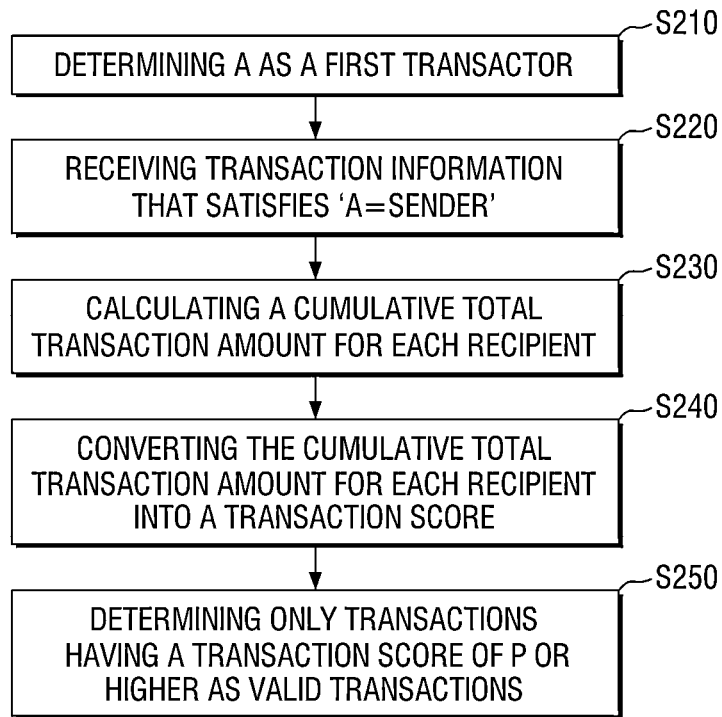 S210
DETERMINING A AS A FIRST TRANSACTOR
S220
RECEIVING TRANSACTION INFORMATION
THAT SATISFIES ‘A=SENDER’
S230
CALCULATING A CUMULATIVE TOTAL
TRANSACTION AMOUNT FOR EACH RECIPIENT
S240
CONVERTING THE CUMULATIVE TOTAL
TRANSACTION AMOUNT FOR EACH RECIPIENT
INTO A TRANSACTION SCORE
S250
DETERMINING ONLY TRANSACTIONS
HAVING A TRANSACTION SCORE OF P OR
HIGHER AS VALID TRANSACTIONS